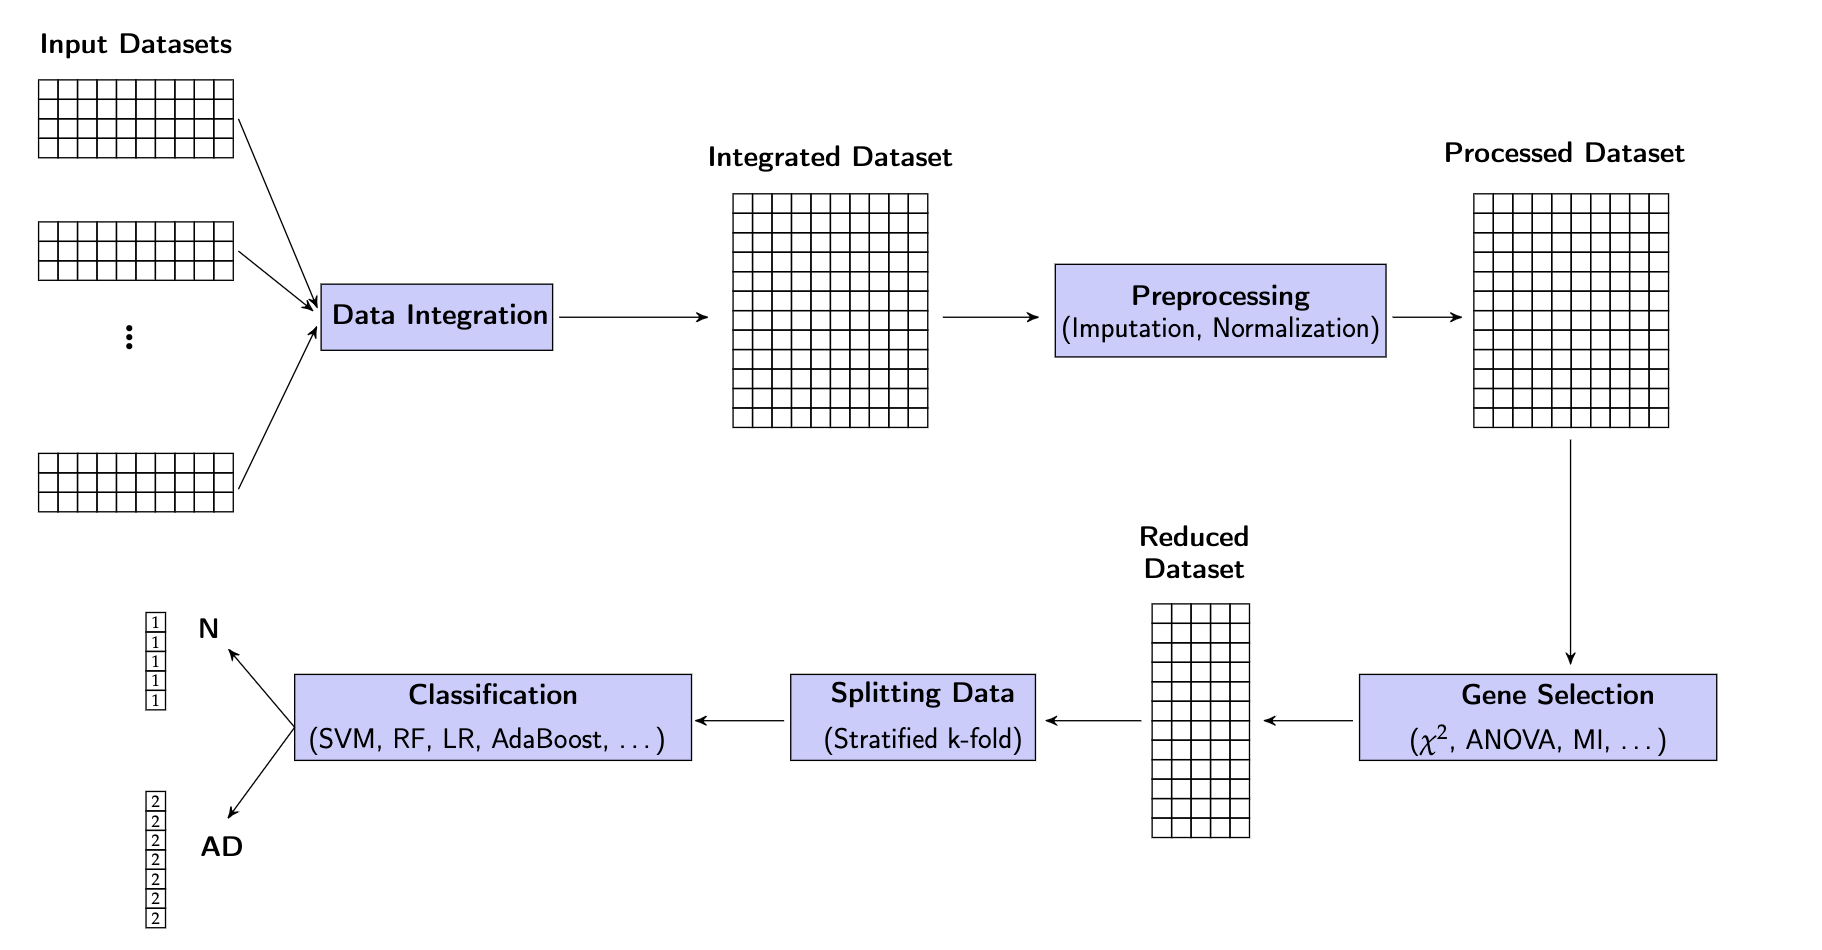 Input Datasets
Integrated Dataset
Processed Dataset
Data Integration
Preprocessing
(Imputation, Normalization)
Reduced
Dataset
Gene Selection
(χ², ANOVA, MI, …)
Splitting Data
(Stratified k-fold)
Classification
(SVM, RF, LR, AdaBoost, …)
N
1
1
1
1
1
AD
2
2
2
2
2
2
2